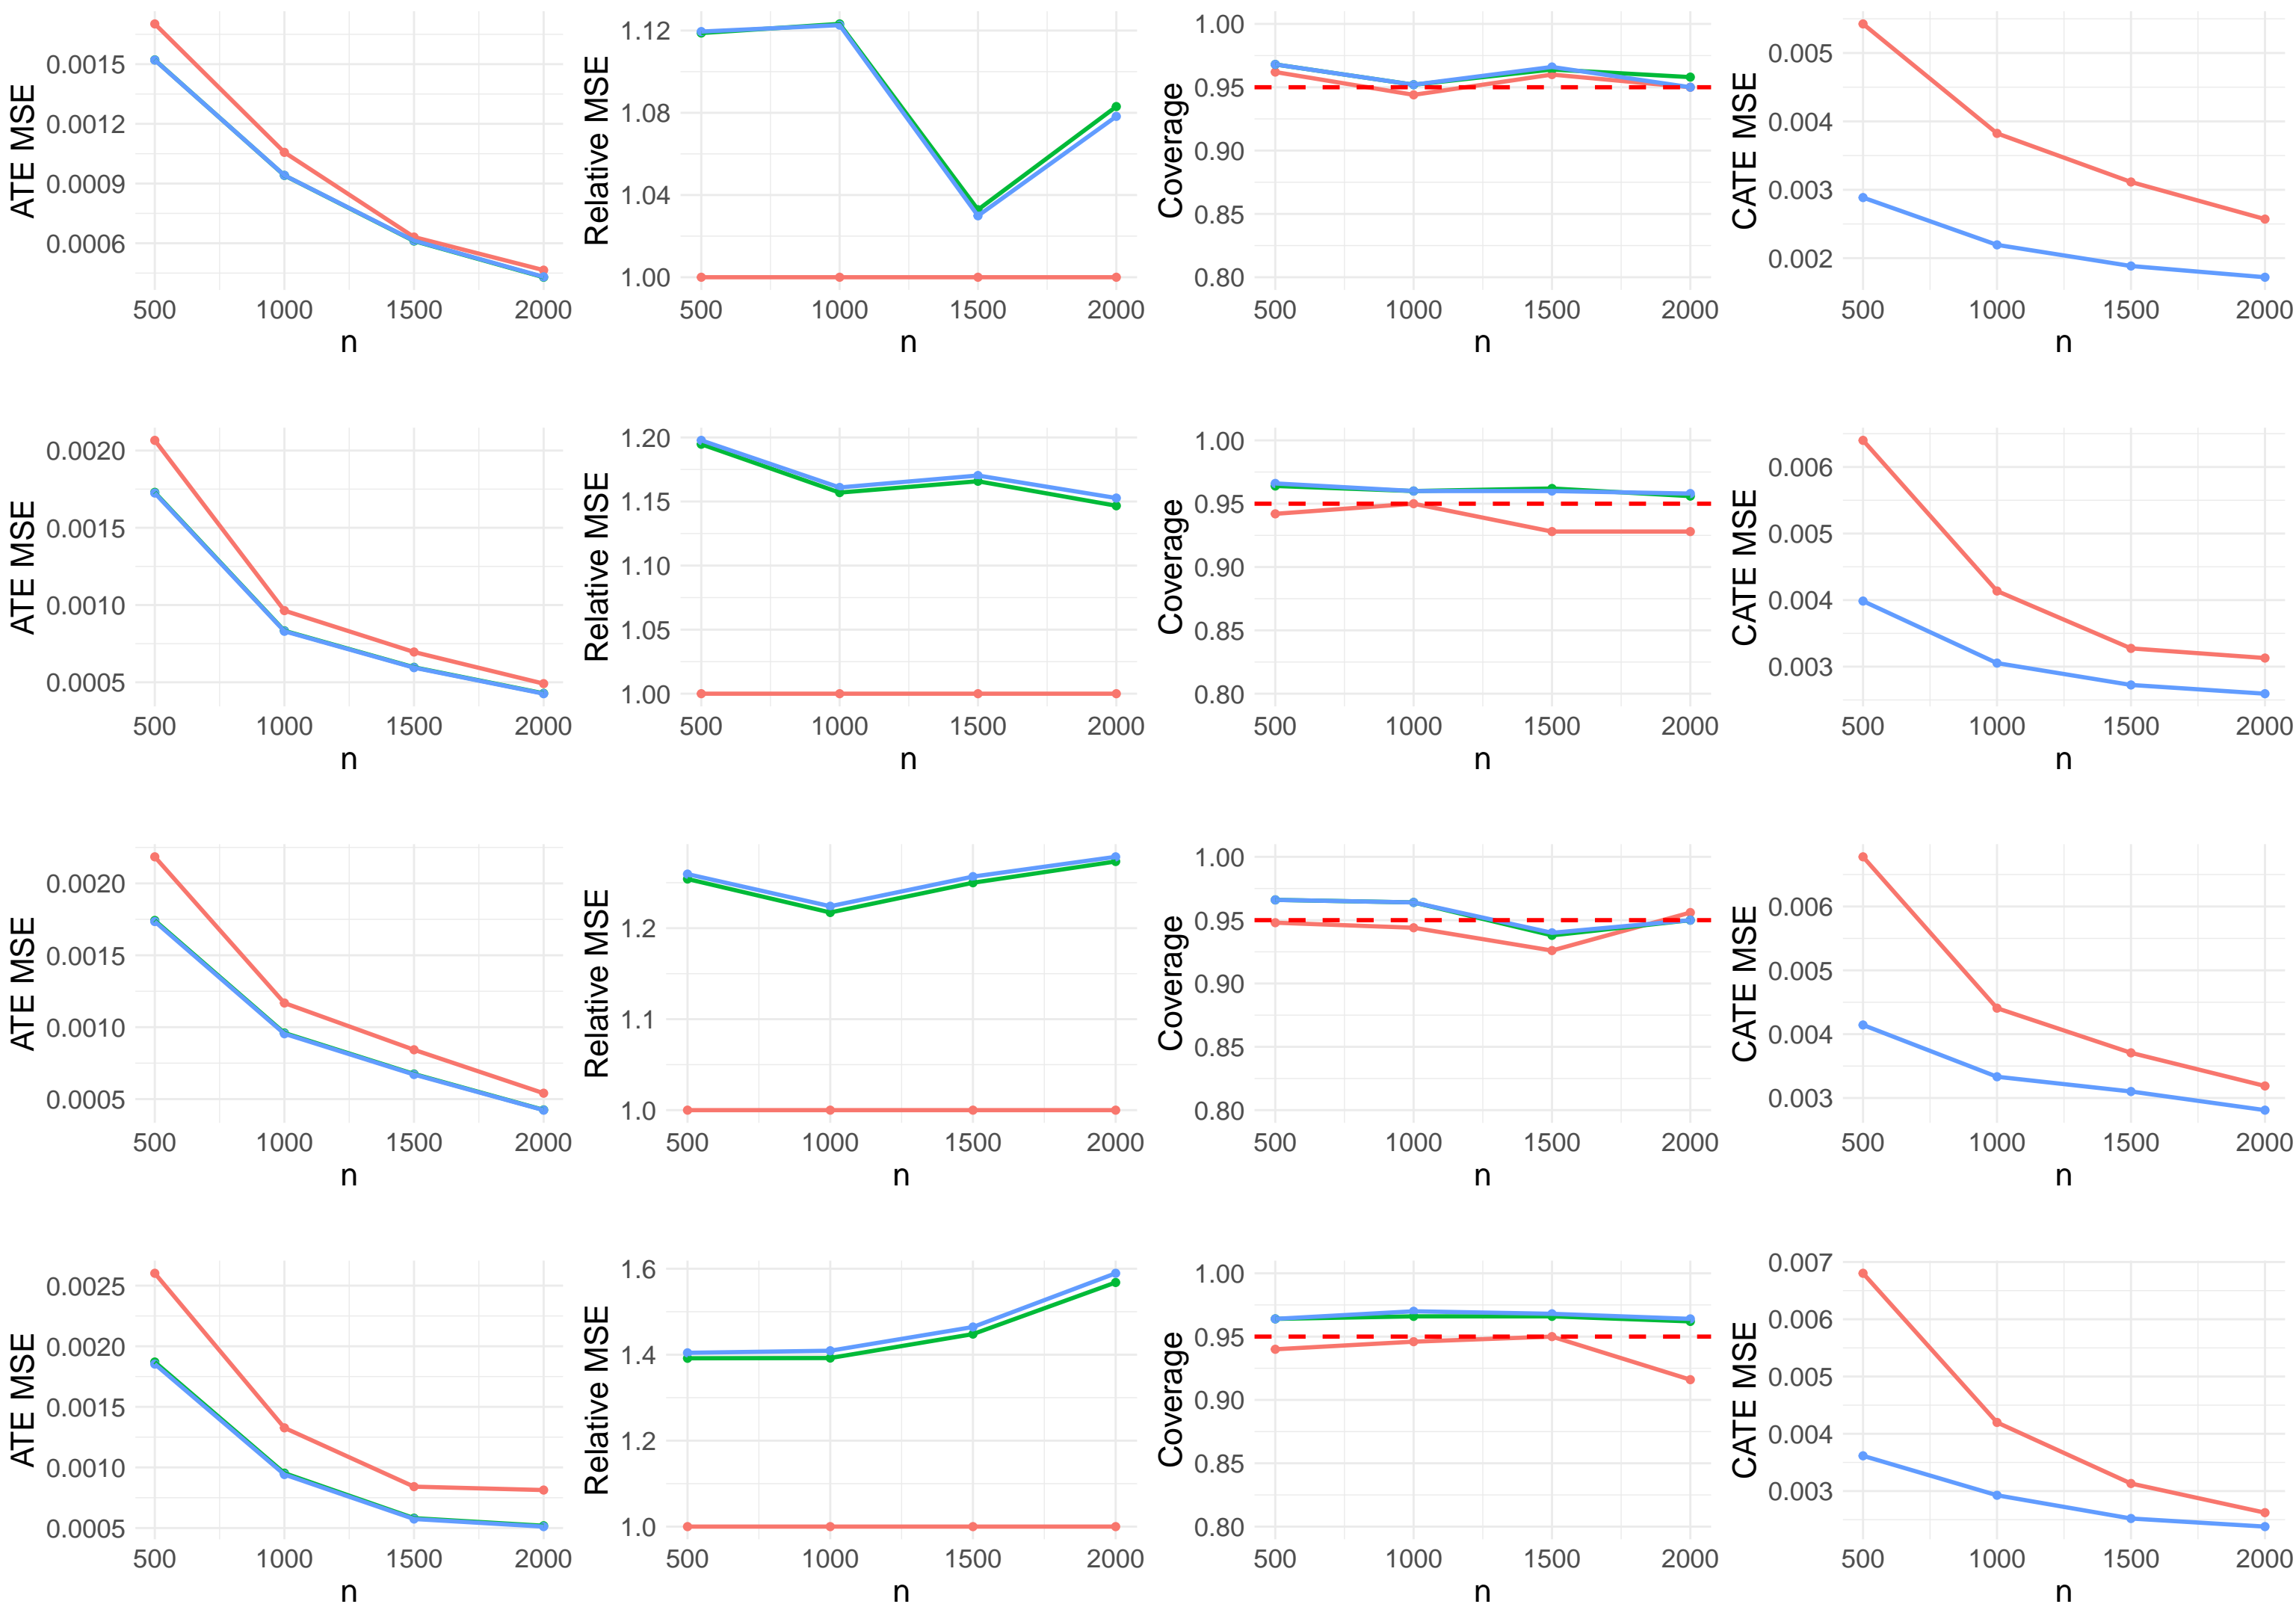 ATE MSE
0.0015
0.0012
0.0009
0.0006
500 1000 1500 2000
n
Relative MSE
1.12
1.08
1.04
1.00
500 1000 1500 2000
n
Coverage
1.00
0.95
0.90
0.85
0.80
500 1000 1500 2000
n
CATE MSE
0.005
0.004
0.003
0.002
500 1000 1500 2000
n
ATE MSE
0.0020
0.0015
0.0010
0.0005
500 1000 1500 2000
n
Relative MSE
1.20
1.15
1.10
1.05
1.00
500 1000 1500 2000
n
Coverage
1.00
0.95
0.90
0.85
0.80
500 1000 1500 2000
n
CATE MSE
0.006
0.005
0.004
0.003
500 1000 1500 2000
n
ATE MSE
0.0020
0.0015
0.0010
0.0005
500 1000 1500 2000
n
Relative MSE
1.2
1.1
1.0
500 1000 1500 2000
n
Coverage
1.00
0.95
0.90
0.85
0.80
500 1000 1500 2000
n
CATE MSE
0.006
0.005
0.004
0.003
500 1000 1500 2000
n
ATE MSE
0.0025
0.0020
0.0015
0.0010
0.0005
500 1000 1500 2000
n
Relative MSE
1.6
1.4
1.2
1.0
500 1000 1500 2000
n
Coverage
1.00
0.95
0.90
0.85
0.80
500 1000 1500 2000
n
CATE MSE
0.007
0.006
0.005
0.004
0.003
500 1000 1500 2000
n